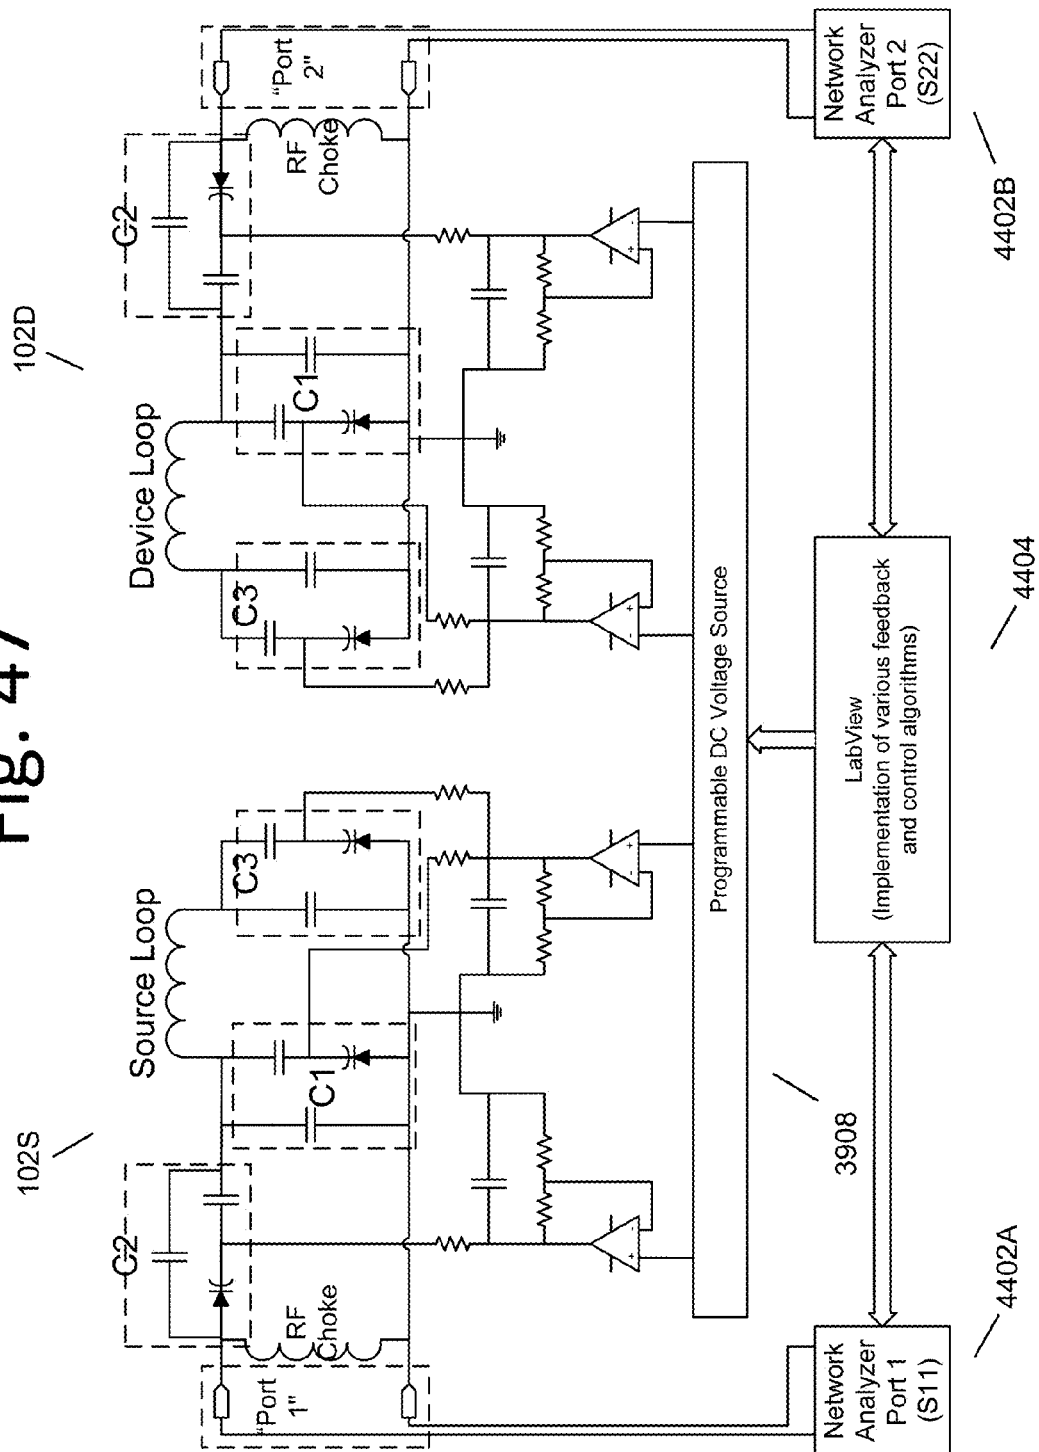 Fig. 47
102S
102D
Source Loop
Device Loop
C2
C1
C3
C3
C1
C2
"Port
1"
RF
Choke
RF
Choke
"Port
2"
+
-
-
+
-
+
+
-
Programmable DC Voltage Source
3908
Network
Analyzer
Port 1
(S11)
LabView
(Implementation of various feedback
and control algorithms)
Network
Analyzer
Port 2
(S22)
4402A
4404
4402B